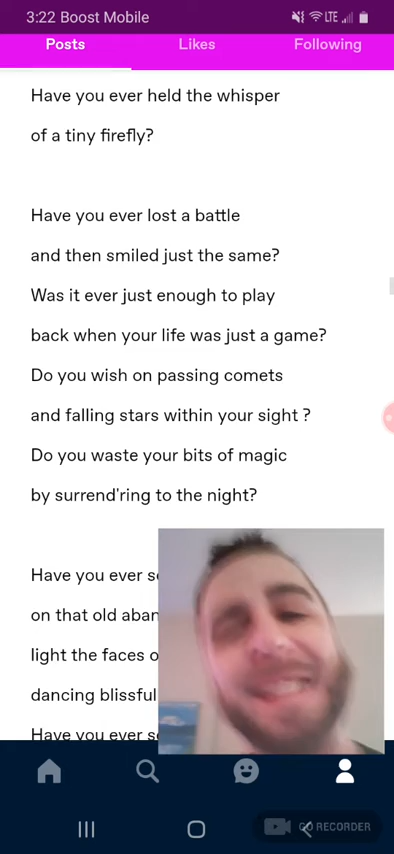 3:22 Boost Mobile LTE
Posts Likes Following
Have you ever held the whisper
of a tiny firefly?
Have you ever lost a battle
and then smiled just the same?
Was it ever just enough to play
back when your life was just a game?
Do you wish on passing comets
and falling stars within your sight ?
Do you waste your bits of magic
by surrend'ring to the night?
Have you ever
on that old
light the faces
dancing
Have you ever
GO RECORDER